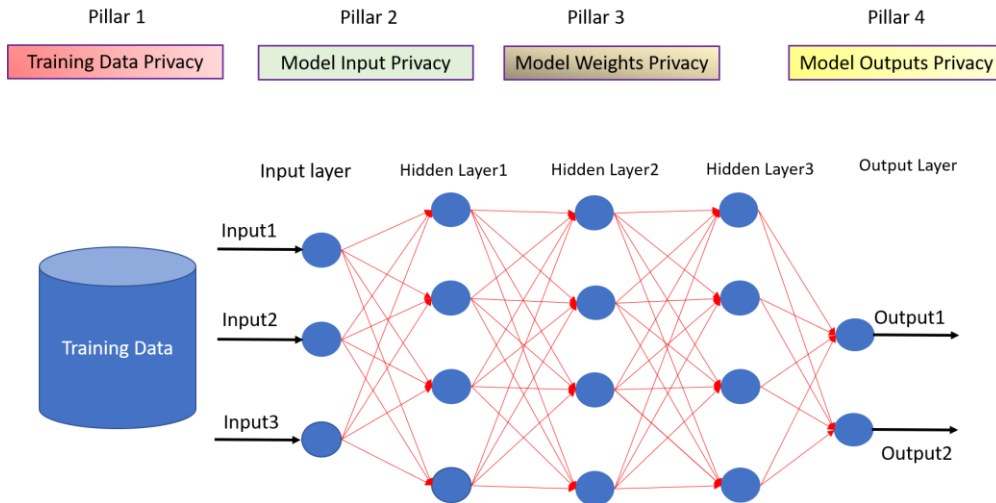 Pillar 1
Pillar 2
Pillar 3
Pillar 4
Training Data Privacy
Model Input Privacy
Model Weights Privacy
Model Outputs Privacy
Input layer
Hidden Layer1
Hidden Layer2
Hidden Layer3
Output Layer
Input1
Input2
Input3
Training Data
Output1
Output2